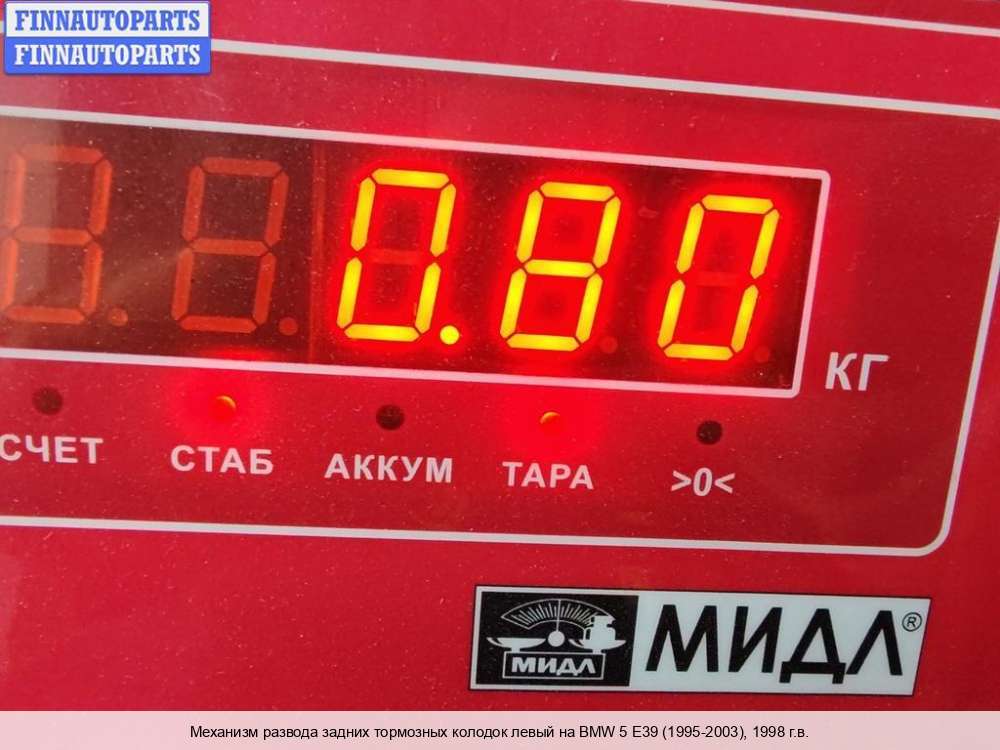 FINNAUTOPARTS
FINNAUTOPARTS
0.80
КГ
СЧЕТ СТАБ АККУМ ТАРА >0<
МИДЛ МИДЛ®
Механизм развода задних тормозных колодок левый на BMW 5 E39 (1995-2003), 1998 г.в.